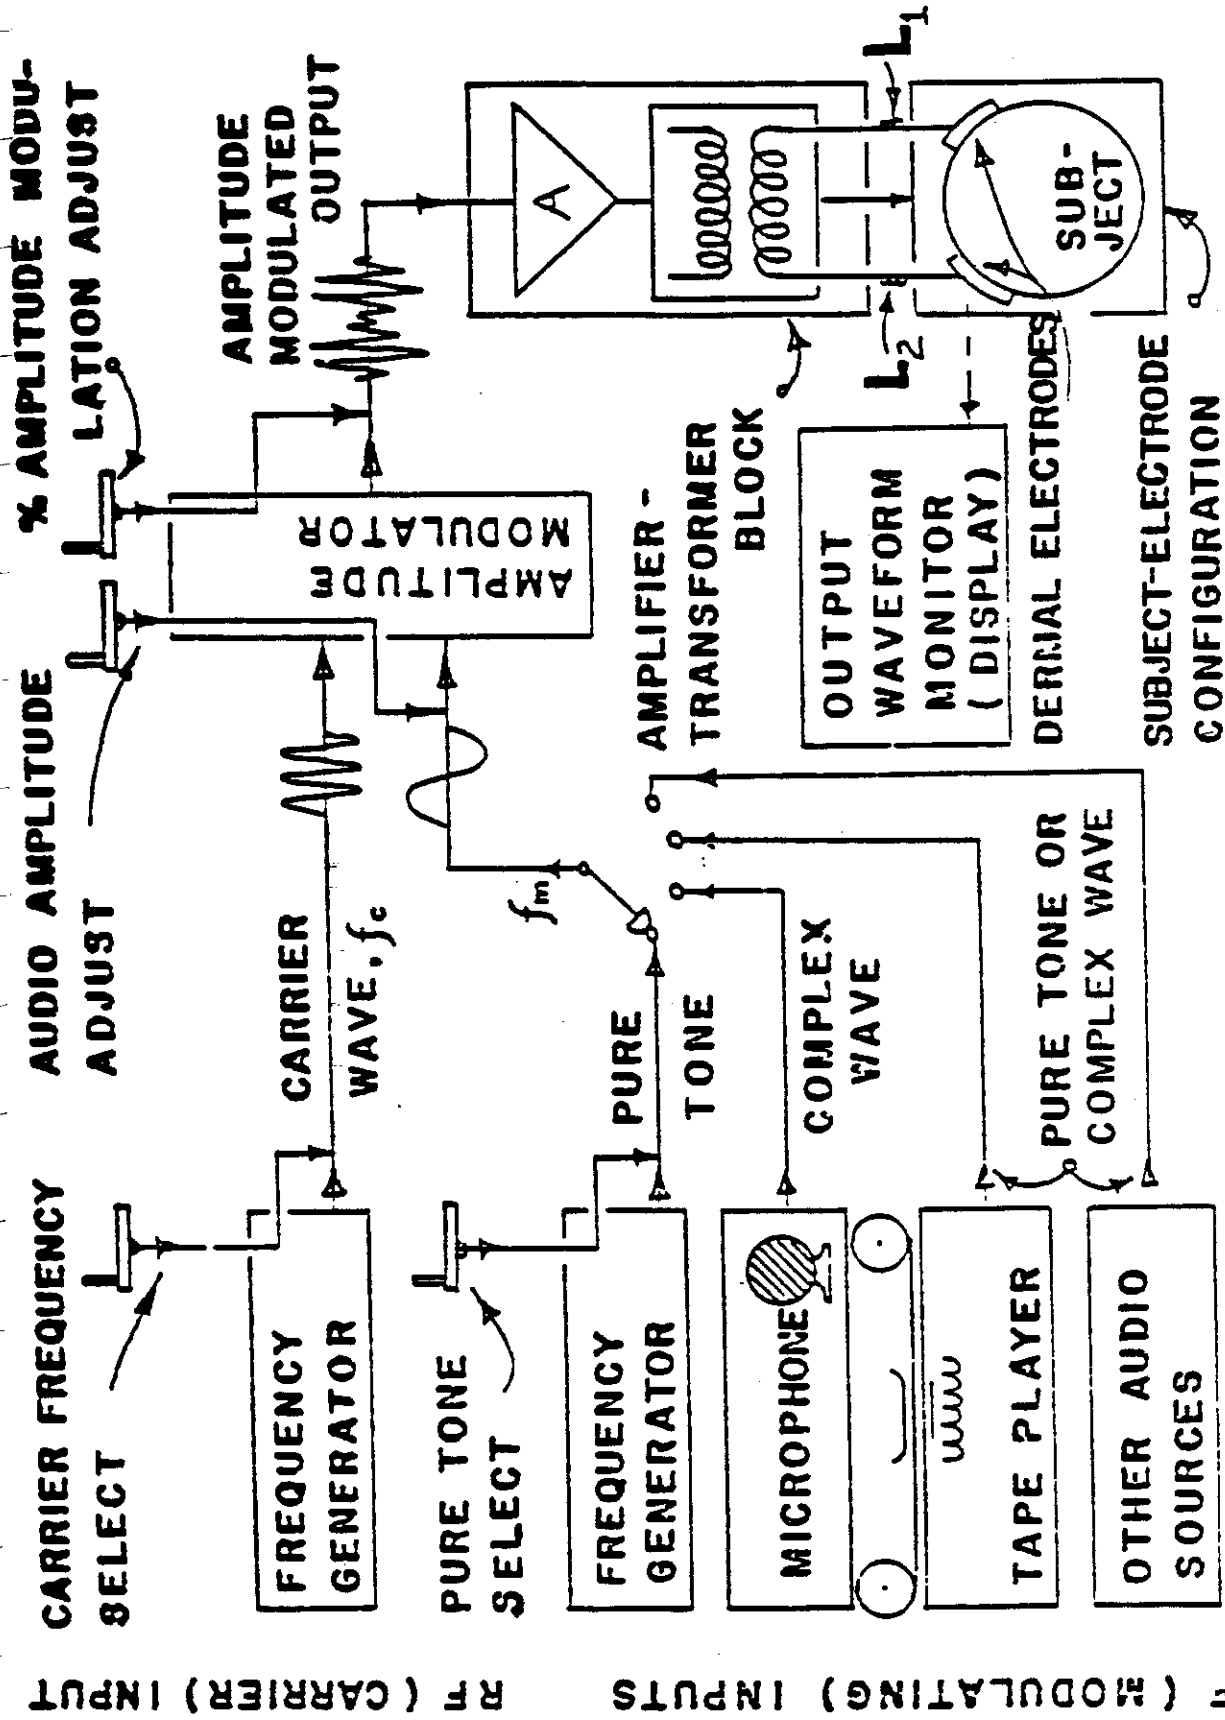 % AMPLITUDE MODU-
LATION ADJUST
AUDIO AMPLITUDE
ADJUST
CARRIER FREQUENCY
SELECT
AMPLITUDE
MODULATED
OUTPUT
AMPLITUDE
MODULATOR
CARRIER
WAVE, fc
FREQUENCY
GENERATOR
RF (CARRIER) INPUT
PURE TONE
SELECT
fm
PURE
TONE
FREQUENCY
GENERATOR
COMPLEX
WAVE
MICROPHONE
TAPE PLAYER
OTHER AUDIO
SOURCES
PURE TONE OR
COMPLEX WAVE
(MODULATING) INPUTS
A
AMPLIFIER-
TRANSFORMER
BLOCK
L1
L2
OUTPUT
WAVEFORM
MONITOR
(DISPLAY)
DERMAL ELECTRODES
SUB-
JECT
SUBJECT-ELECTRODE
CONFIGURATION